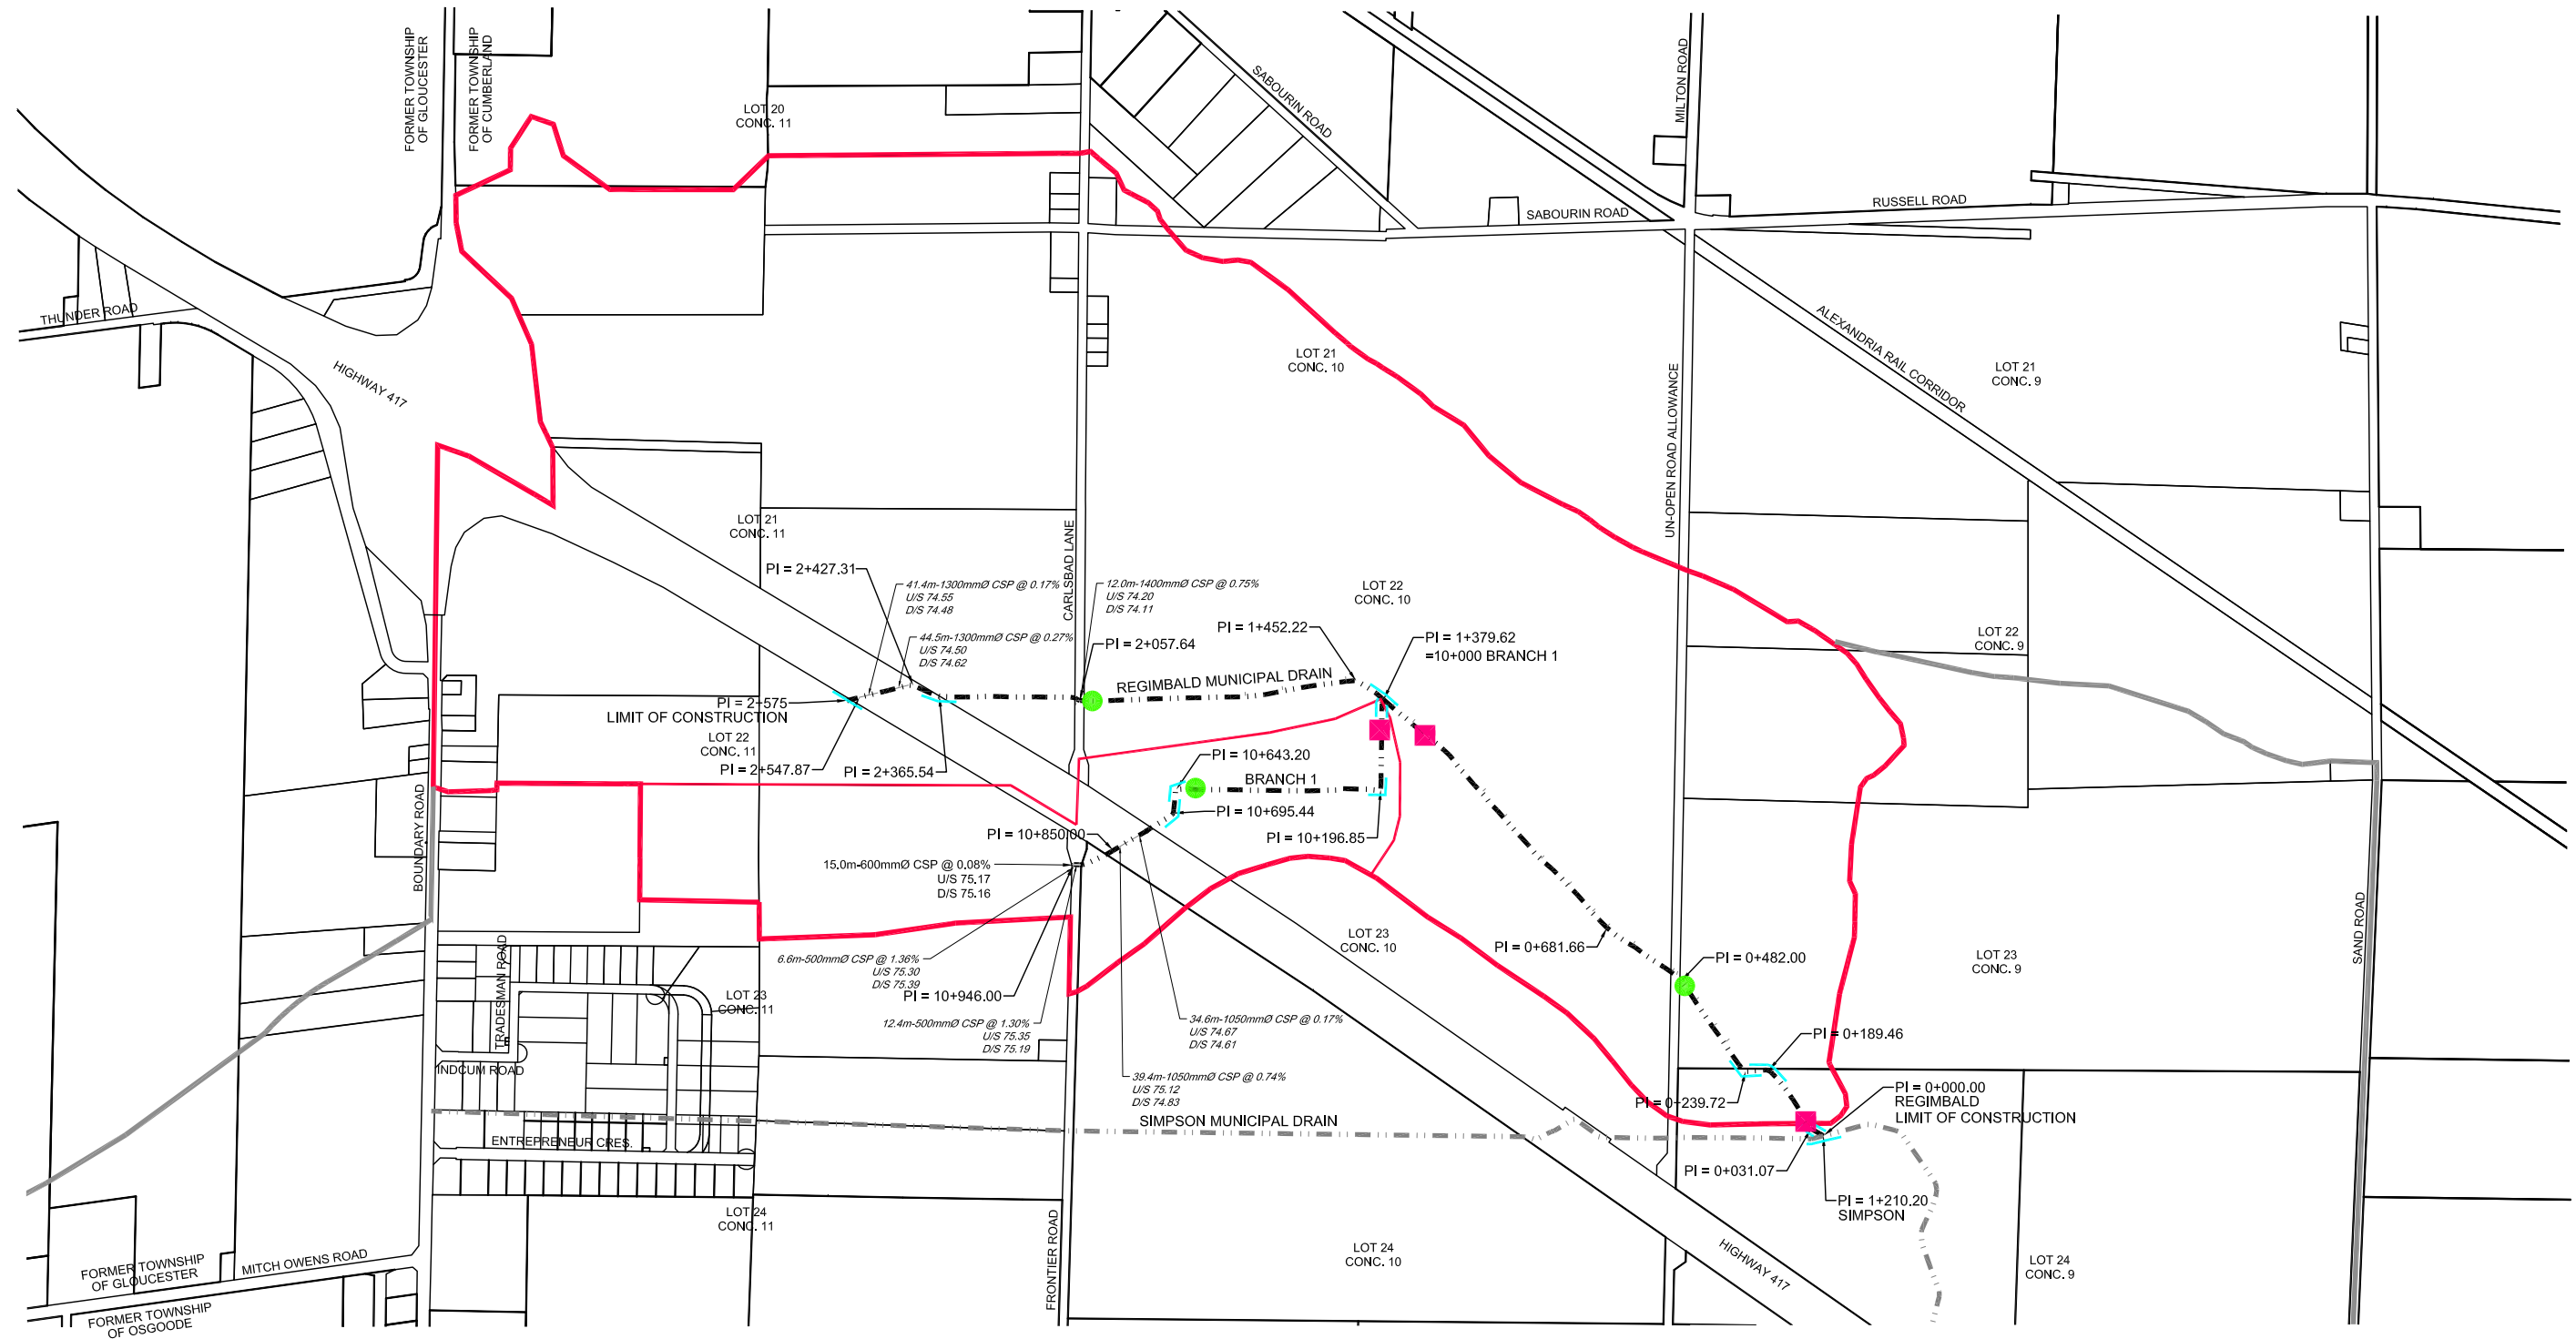 FORMER TOWNSHIP
OF GLOUCESTER
FORMER TOWNSHIP
OF CUMBERLAND
LOT 20
CONC. 11
SABOURIN ROAD
MILTON ROAD
SABOURIN ROAD
RUSSELL ROAD
THUNDER ROAD
HIGHWAY 417
LOT 21
CONC. 10
UN-OPEN ROAD ALLOWANCE
ALEXANDRIA RAIL CORRIDOR
LOT 21
CONC. 9
LOT 21
CONC. 11
CARLSBAD LANE
PI = 2+427.31
41.4m-1300mmØ CSP @ 0.17%
U/S 74.55
D/S 74.48
12.0m-1400mmØ CSP @ 0.75%
U/S 74.20
D/S 74.11
LOT 22
CONC. 10
44.5m-1300mmØ CSP @ 0.27%
U/S 74.50
D/S 74.62
PI = 2+057.64
PI = 1+452.22
PI = 1+379.62
=10+000 BRANCH 1
LOT 22
CONC. 9
REGIMBALD MUNICIPAL DRAIN
PI = 2+575
LIMIT OF CONSTRUCTION
LOT 22
CONC. 11
PI = 2+547.87
PI = 2+365.54
PI = 10+643.20
BRANCH 1
PI = 10+695.44
PI = 10+196.85
BOUNDARY ROAD
PI = 10+850.00
15.0m-600mmØ CSP @ 0.08%
U/S 75.17
D/S 75.16
LOT 23
CONC. 10
PI = 0+681.66
PI = 0+482.00
LOT 23
CONC. 9
SAND ROAD
TRADESMAN ROAD
6.6m-500mmØ CSP @ 1.36%
U/S 75.30
D/S 75.39
PI = 10+946.00
LOT 23
CONC. 11
12.4m-500mmØ CSP @ 1.30%
U/S 75.35
D/S 75.19
34.6m-1050mmØ CSP @ 0.17%
U/S 74.67
D/S 74.61
PI = 0+189.46
INDCUM ROAD
39.4m-1050mmØ CSP @ 0.74%
U/S 75.12
D/S 74.83
PI = 0+239.72
PI = 0+000.00
REGIMBALD
LIMIT OF CONSTRUCTION
SIMPSON MUNICIPAL DRAIN
ENTREPRENEUR CRES.
PI = 0+031.07
PI = 1+210.20
SIMPSON
LOT 24
CONC. 11
FRONTIER ROAD
LOT 24
CONC. 10
HIGHWAY 417
LOT 24
CONC. 9
FORMER TOWNSHIP
OF GLOUCESTER
MITCH OWENS ROAD
FORMER TOWNSHIP
OF OSGOODE